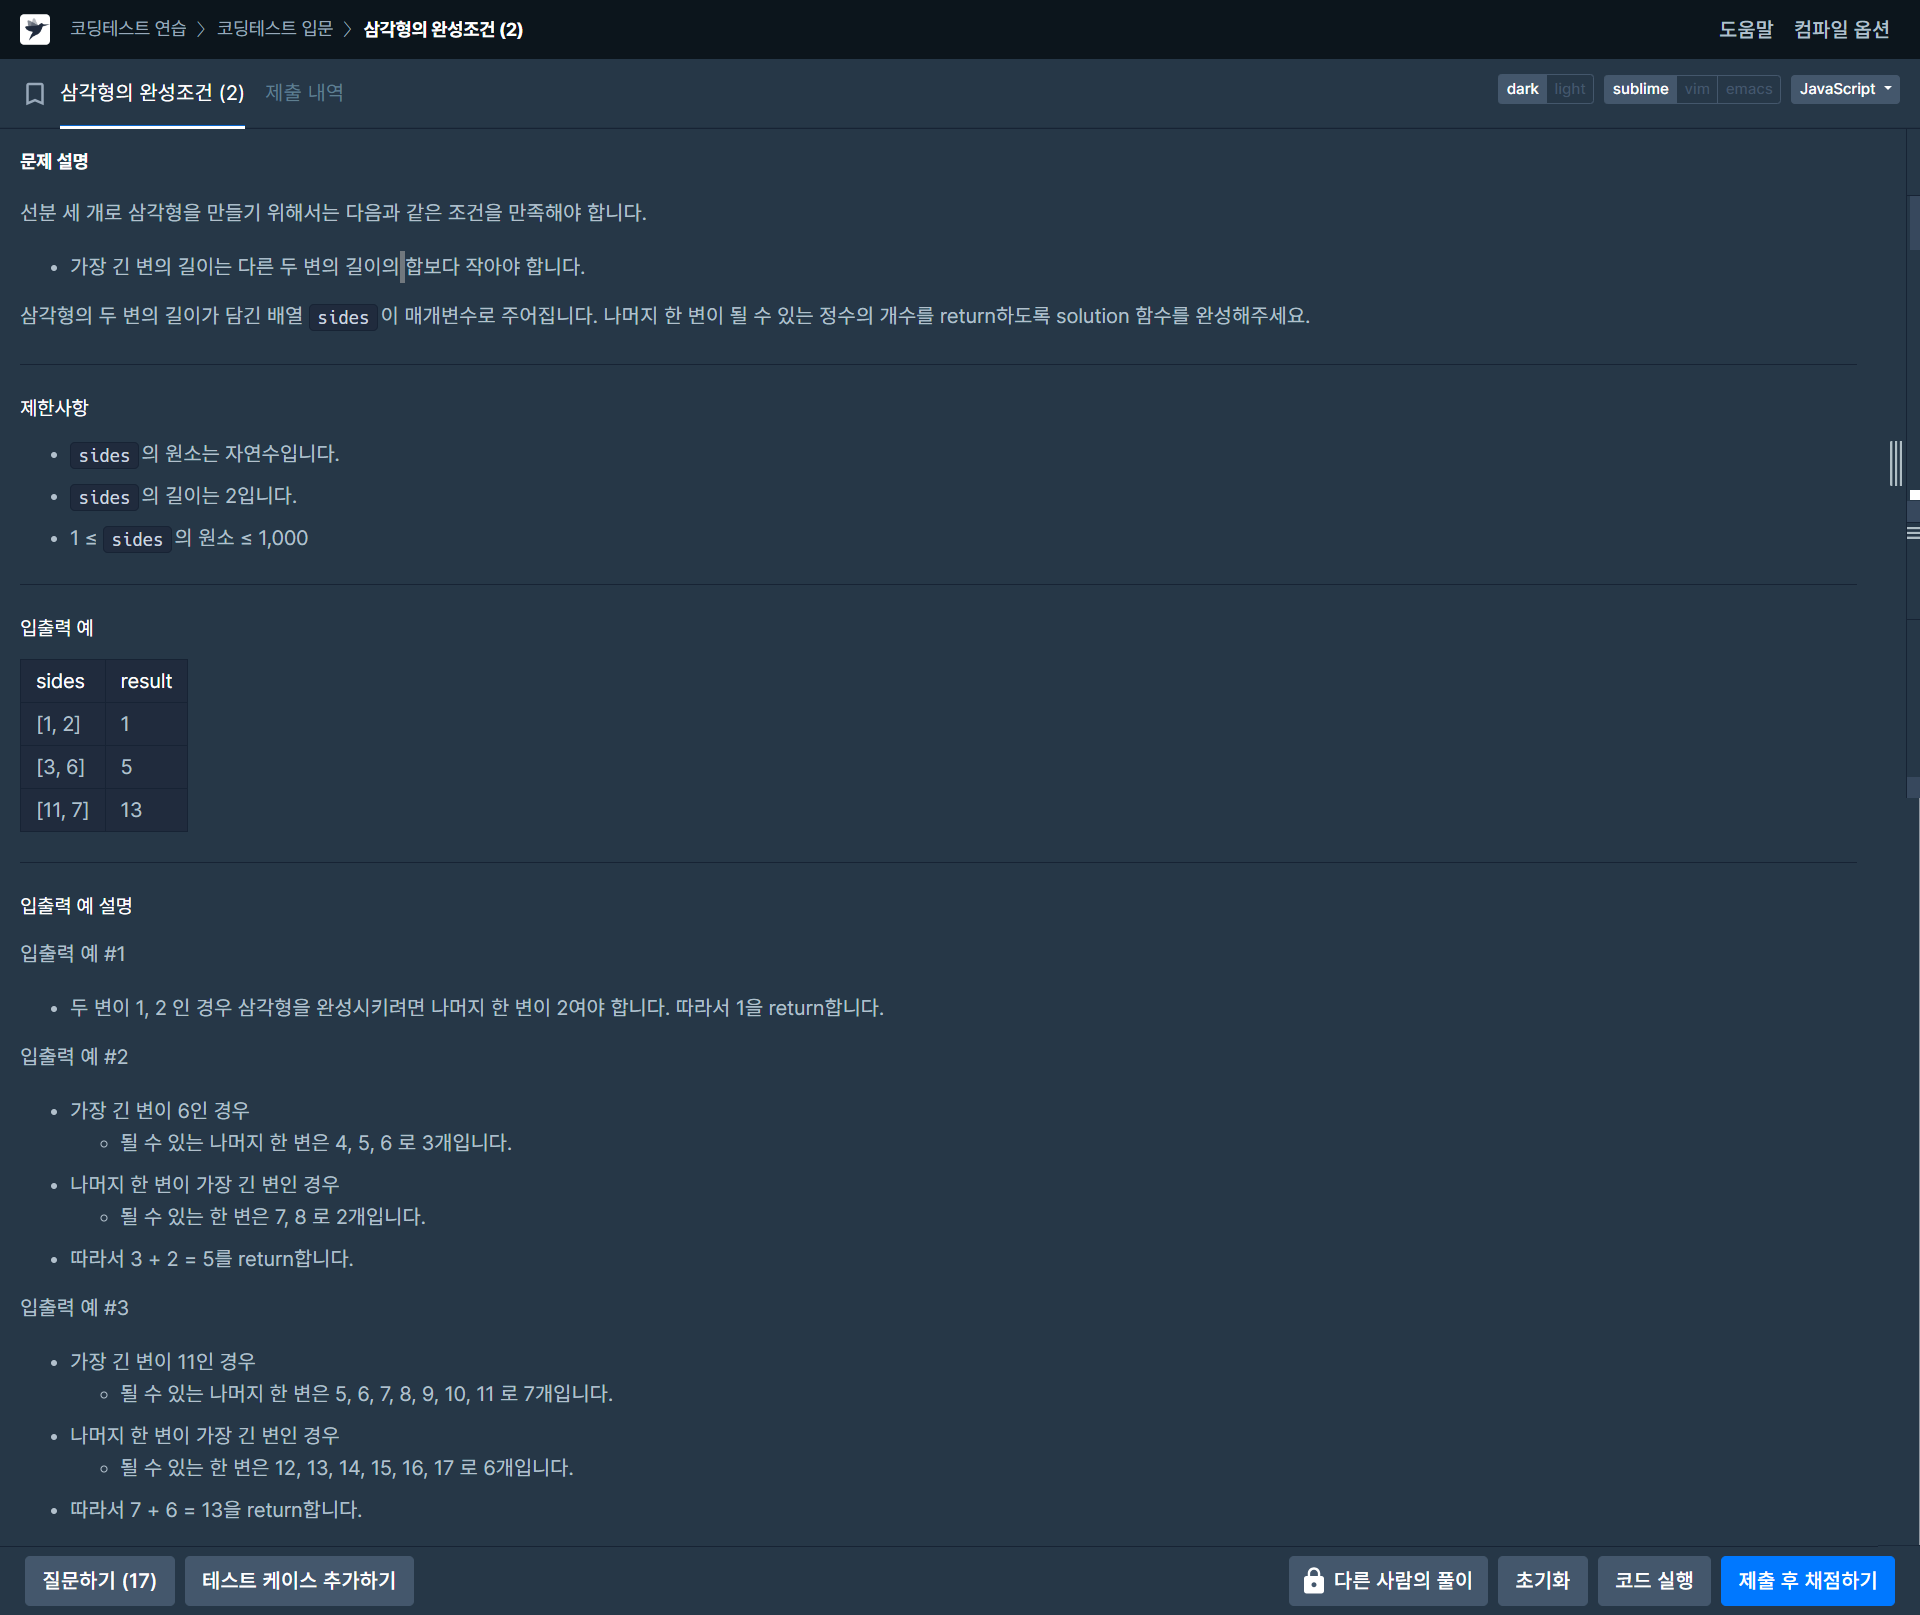 코딩테스트 연습 > 코딩테스트 입문 > 삼각형의 완성조건 (2)
도움말 컴파일 옵션
삼각형의 완성조건 (2) 제출 내역
dark light sublime vim emacs JavaScript
문제 설명
선분 세 개로 삼각형을 만들기 위해서는 다음과 같은 조건을 만족해야 합니다.
• 가장 긴 변의 길이는 다른 두 변의 길이의 합보다 작아야 합니다.
삼각형의 두 변의 길이가 담긴 배열 sides이 매개변수로 주어집니다. 나머지 한 변이 될 수 있는 정수의 개수를 return하도록 solution 함수를 완성해주세요.
제한사항
• sides의 원소는 자연수입니다.
• sides의 길이는 2입니다.
• 1 ≤ sides의 원소 ≤ 1,000
입출력 예
sides result
[1, 2] 1
[3, 6] 5
[11, 7] 13
입출력 예 설명
입출력 예 #1
• 두 변이 1, 2 인 경우 삼각형을 완성시키려면 나머지 한 변이 2여야 합니다. 따라서 1을 return합니다.
입출력 예 #2
• 가장 긴 변이 6인 경우
◦ 될 수 있는 나머지 한 변은 4, 5, 6 로 3개입니다.
• 나머지 한 변이 가장 긴 변인 경우
◦ 될 수 있는 한 변은 7, 8 로 2개입니다.
• 따라서 3 + 2 = 5를 return합니다.
입출력 예 #3
• 가장 긴 변이 11인 경우
◦ 될 수 있는 나머지 한 변은 5, 6, 7, 8, 9, 10, 11 로 7개입니다.
• 나머지 한 변이 가장 긴 변인 경우
◦ 될 수 있는 한 변은 12, 13, 14, 15, 16, 17 로 6개입니다.
• 따라서 7 + 6 = 13을 return합니다.
질문하기 (17) 테스트 케이스 추가하기 다른 사람의 풀이 초기화 코드 실행 제출 후 채점하기